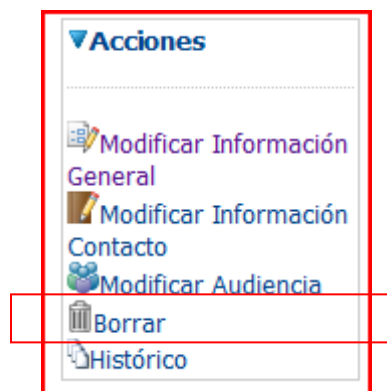 Acciones
Modificar Información
General
Modificar Información
Contacto
Modificar Audiencia
Borrar
Histórico